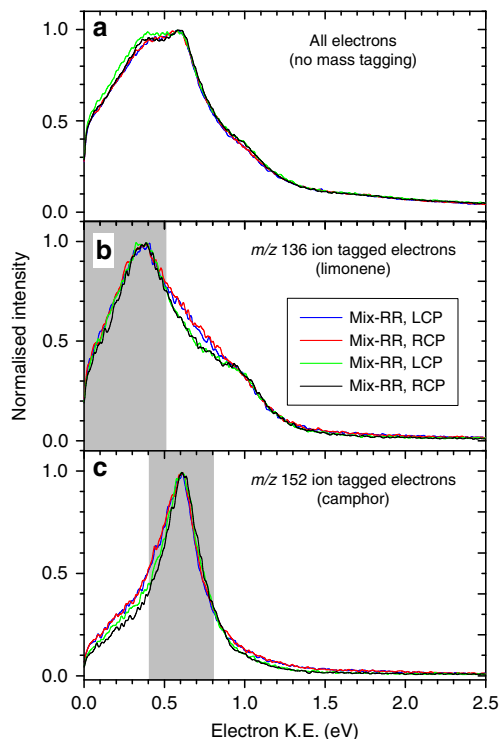 a
All electrons
(no mass tagging)
1.0
0.5
0.0
b
m/z 136 ion tagged electrons
(limonene)
1.0
0.5
0.0
Mix-RR, LCP
Mix-RR, RCP
Mix-RR, LCP
Mix-RR, RCP
c
m/z 152 ion tagged electrons
(camphor)
1.0
0.5
0.0
Normalised intensity
0.0 0.5 1.0 1.5 2.0 2.5
Electron K.E. (eV)